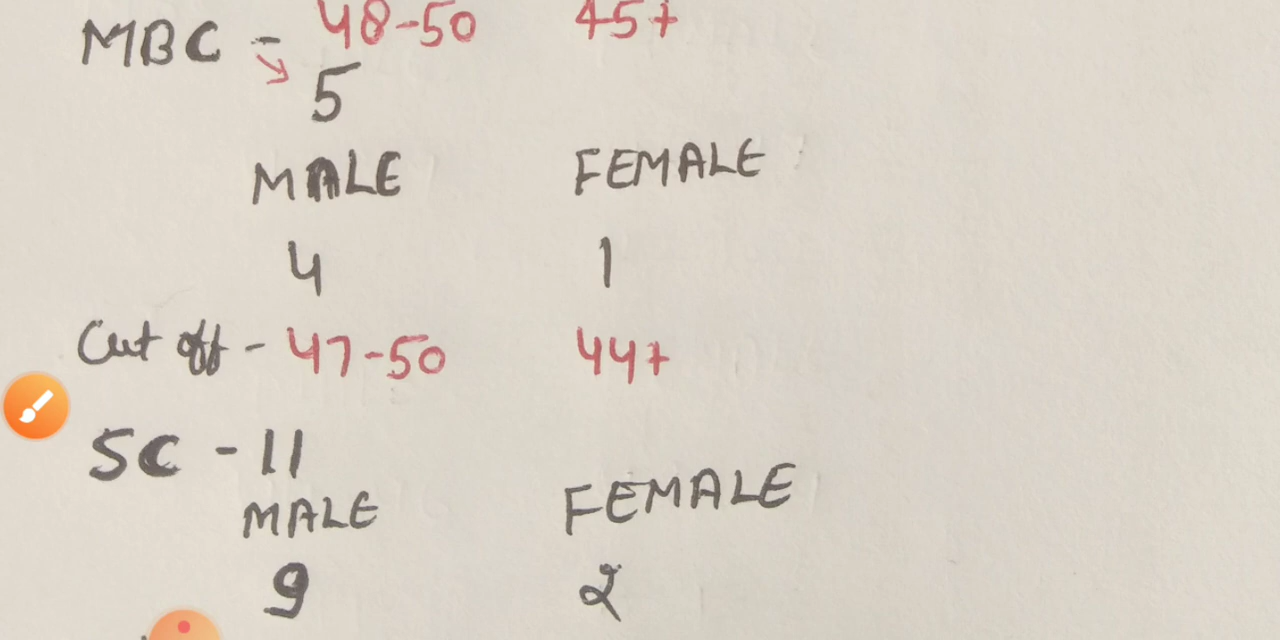 48-50 45+
MBC -
5
MALE FEMALE
4 1
Cut off - 47-50 44+
SC - 11
MALE FEMALE
9 2